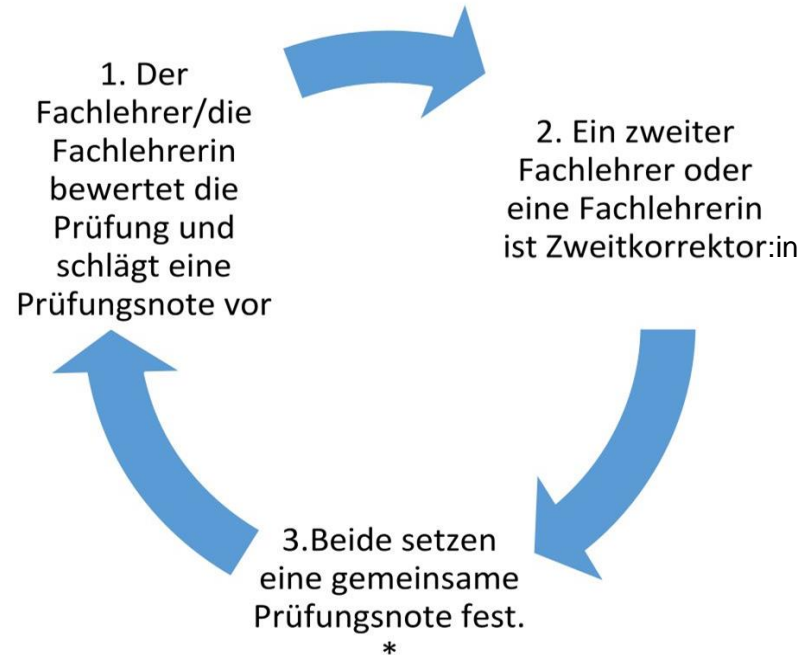 1. Der
Fachlehrer/die
Fachlehrerin
bewertet die
Prüfung und
schlägt eine
Prüfungsnote vor
2. Ein zweiter
Fachlehrer oder
eine Fachlehrerin
ist Zweitkorrektor:in
3.Beide setzen
eine gemeinsame
Prüfungsnote fest.
*